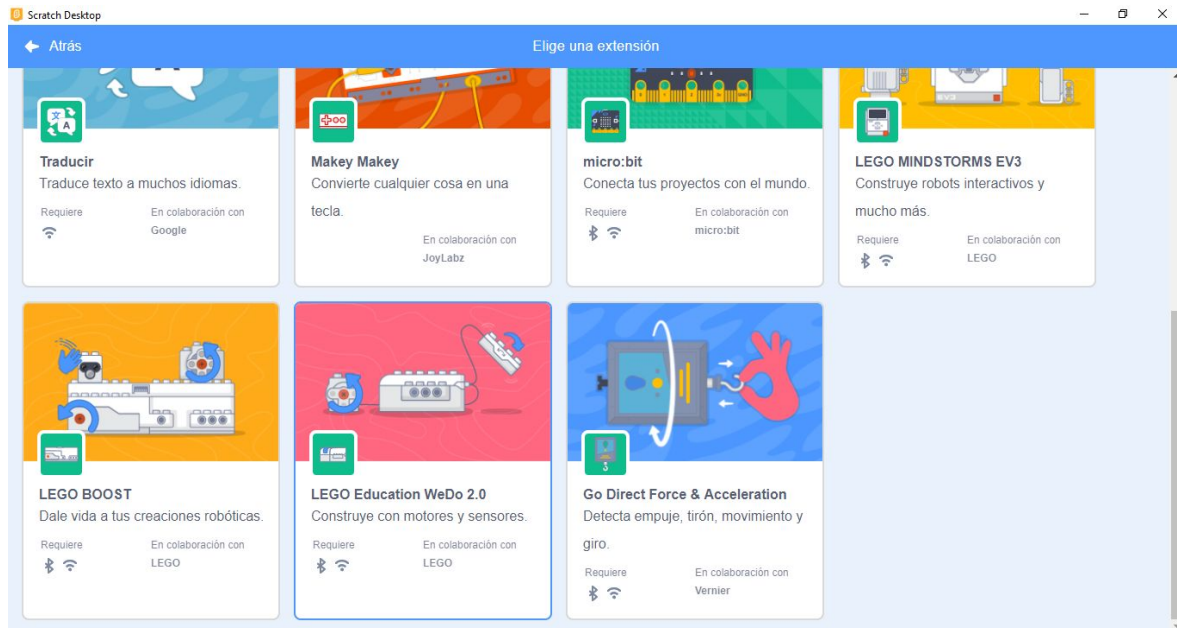 Scratch Desktop
Atrás
Elige una extensión
Traducir
Traduce texto a muchos idiomas.
Requiere
En colaboración con
Google
Makey Makey
Convierte cualquier cosa en una
tecla.
En colaboración con
JoyLabz
micro:bit
Conecta tus proyectos con el mundo.
Requiere
En colaboración con
micro:bit
LEGO MINDSTORMS EV3
Construye robots interactivos y
mucho más.
Requiere
En colaboración con
LEGO
LEGO BOOST
Dale vida a tus creaciones robóticas.
Requiere
En colaboración con
LEGO
LEGO Education WeDo 2.0
Construye con motores y sensores.
Requiere
En colaboración con
LEGO
Go Direct Force & Acceleration
Detecta empuje, tirón, movimiento y
giro.
Requiere
En colaboración con
Vernier